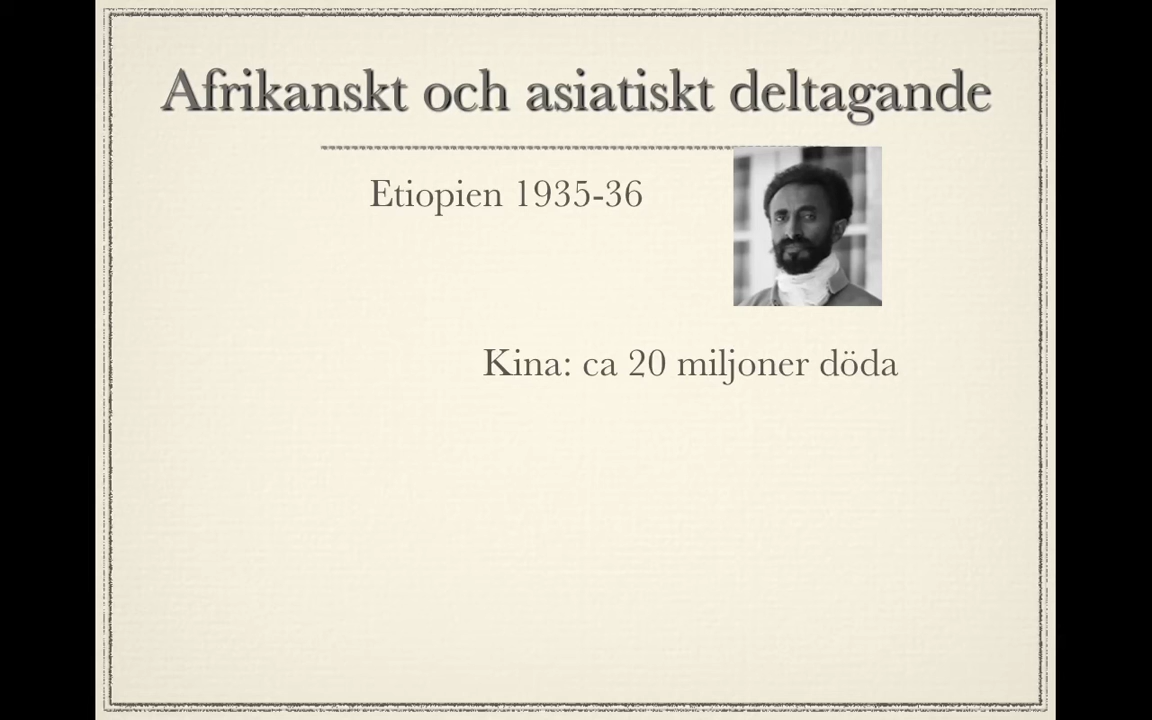 Afrikanskt och asiatiskt deltagande
Etiopien 1935-36
Kina: ca 20 miljoner döda